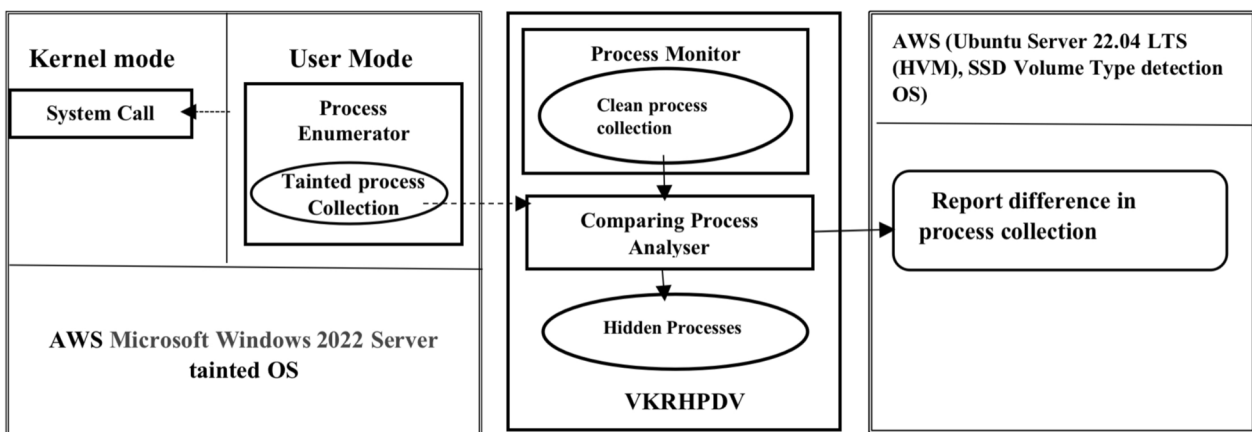 Kernel mode
System Call
User Mode
Process
Enumerator
Tainted process
Collection
AWS Microsoft Windows 2022 Server
tainted OS
Process Monitor
Clean process
collection
Comparing Process
Analyser
Hidden Processes
VKRHPDV
AWS (Ubuntu Server 22.04 LTS
(HVM), SSD Volume Type detection
OS)
Report difference in
process collection